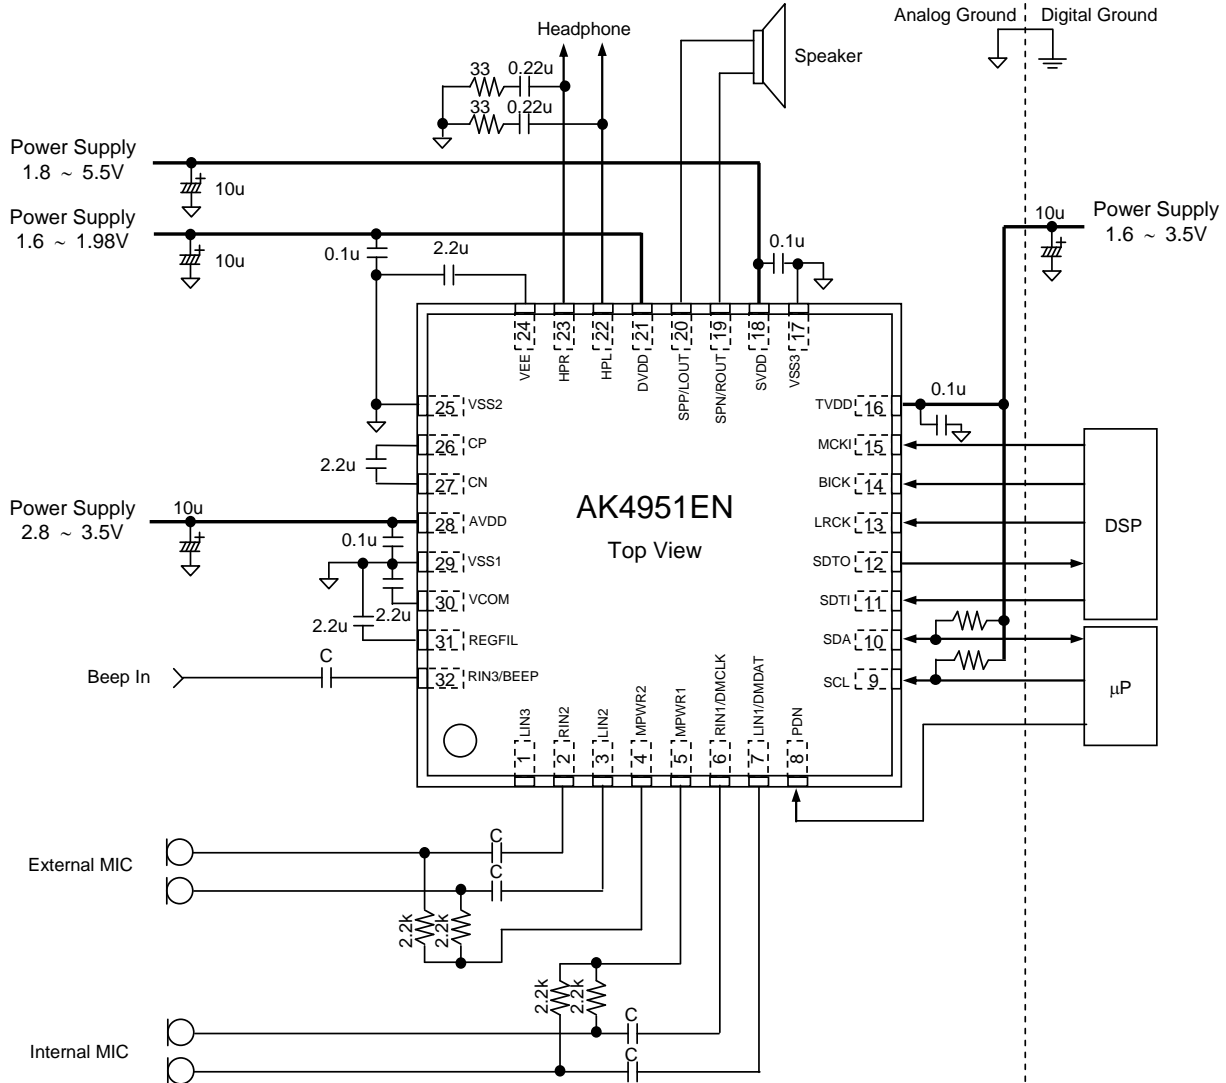 Analog Ground
Digital Ground
Headphone
33
0.22u
33
0.22u
Speaker
Power Supply
1.8 ~ 5.5V
10u
Power Supply
1.6 ~ 1.98V
10u
0.1u
2.2u
0.1u
10u
Power Supply
1.6 ~ 3.5V
24
23
22
21
20
19
18
17
VEE
HPR
HPL
DVDD
SPP/LOUT
SPN/ROUT
SVDD
VSS3
25 VSS2
26 CP
2.2u
27 CN
Power Supply
2.8 ~ 3.5V
10u
28 AVDD
0.1u
29 VSS1
30 VCOM
2.2u
2.2u
31 REGFIL
Beep In
C
32 RIN3/BEEP
AK4951EN
Top View
TVDD 16
0.1u
MCKI 15
BICK 14
LRCK 13
SDTO 12
SDTI 11
SDA 10
SCL 9
DSP
μP
LIN3
RIN2
LIN2
MPWR2
MPWR1
RIN1/DMCLK
LIN1/DMDAT
PDN
1
2
3
4
5
6
7
8
External MIC
C
C
2.2k
2.2k
2.2k
2.2k
Internal MIC
C
C